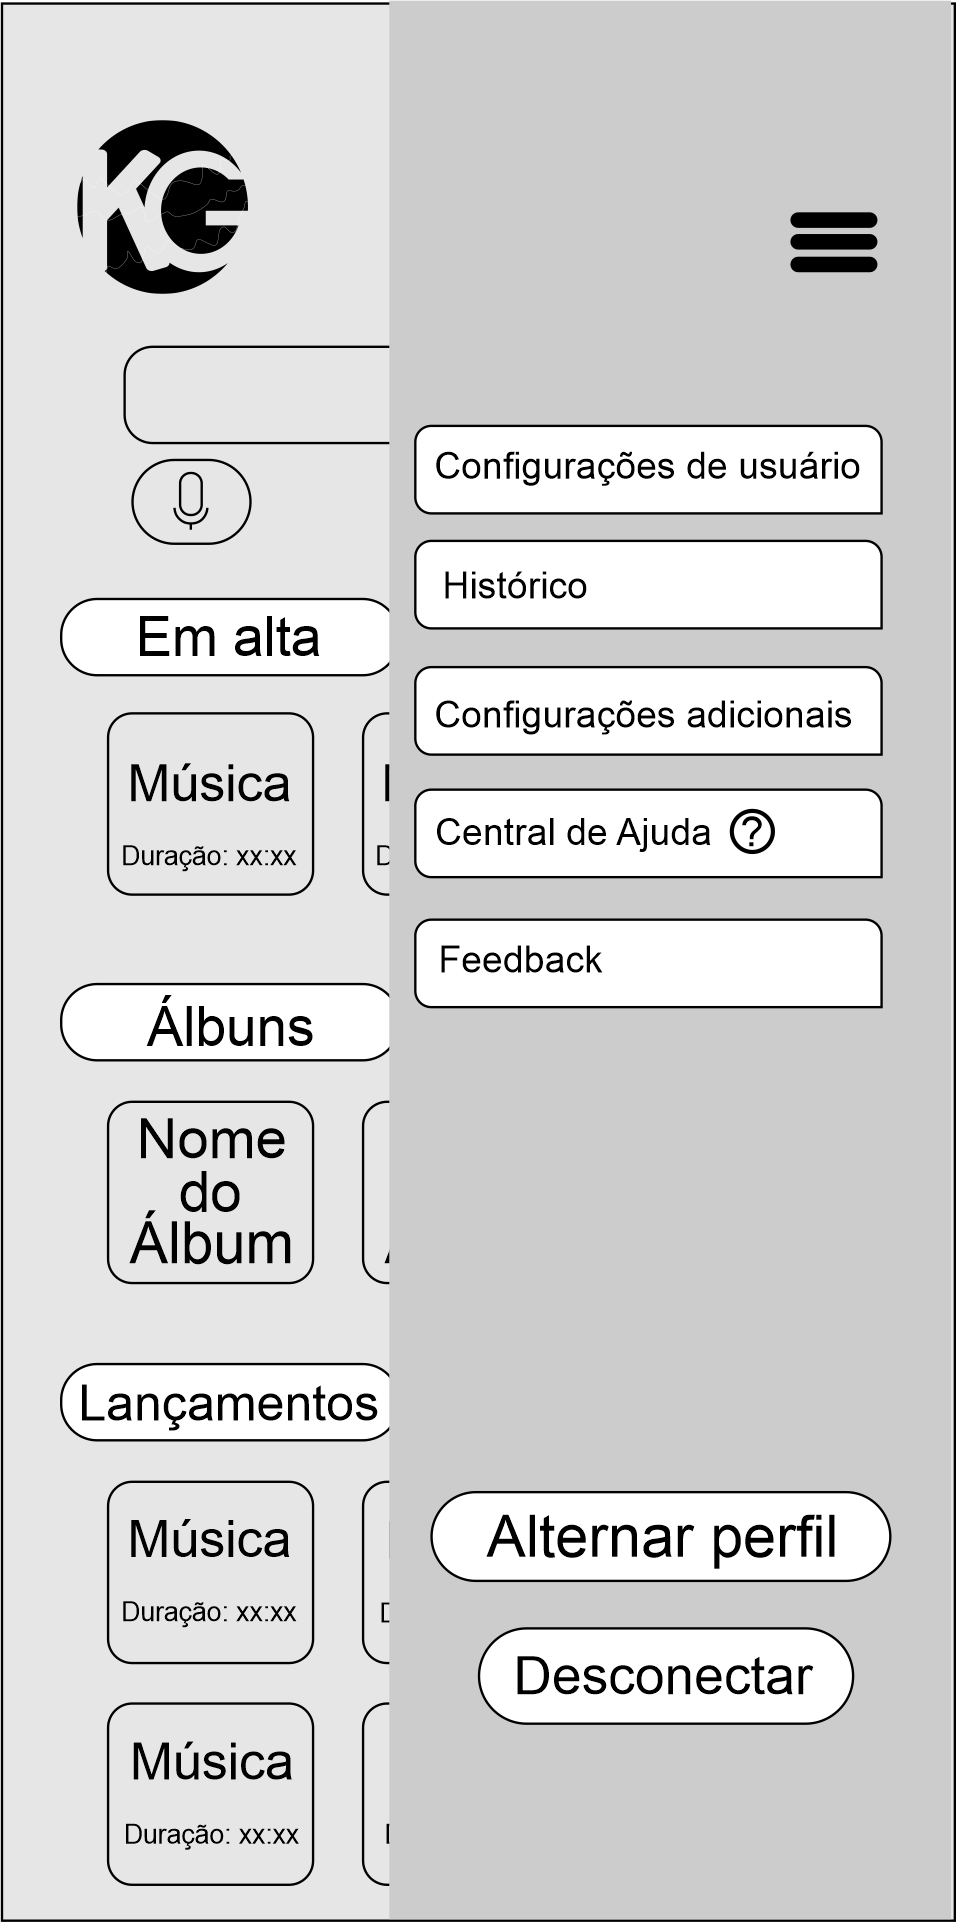 KG
Em alta
Música
Duração: xx:xx
Álbuns
Nome
do
Álbum
Lançamentos
Música
Duração: xx:xx
Música
Duração: xx:xx
Configurações de usuário
Histórico
Configurações adicionais
Central de Ajuda ?
Feedback
Alternar perfil
Desconectar